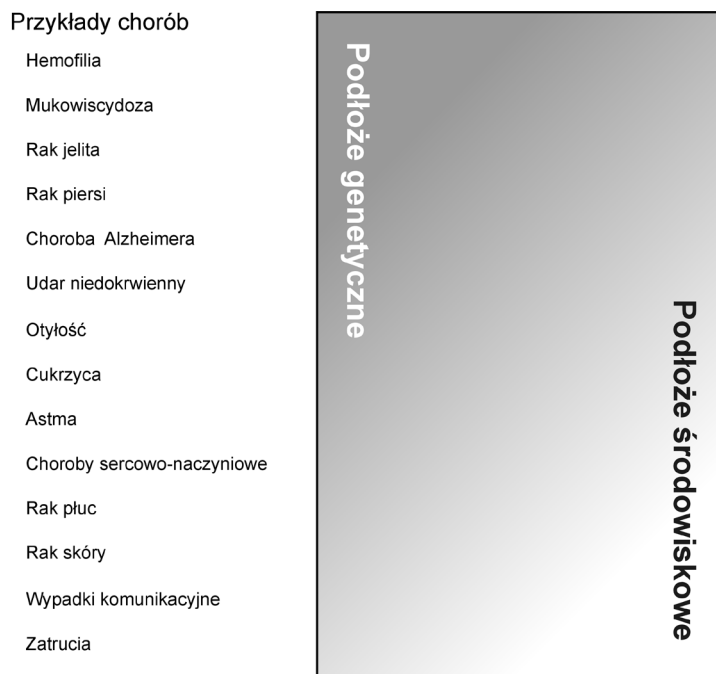 Przykłady chorób
Hemofilia
Mukowiscydoza
Rak jelita
Rak piersi
Choroba Alzheimera
Udar niedokrwienny
Otyłość
Cukrzyca
Astma
Choroby sercowo-naczyniowe
Rak płuc
Rak skóry
Wypadki komunikacyjne
Zatrucia
Podłoże genetyczne
Podłoże środowiskowe